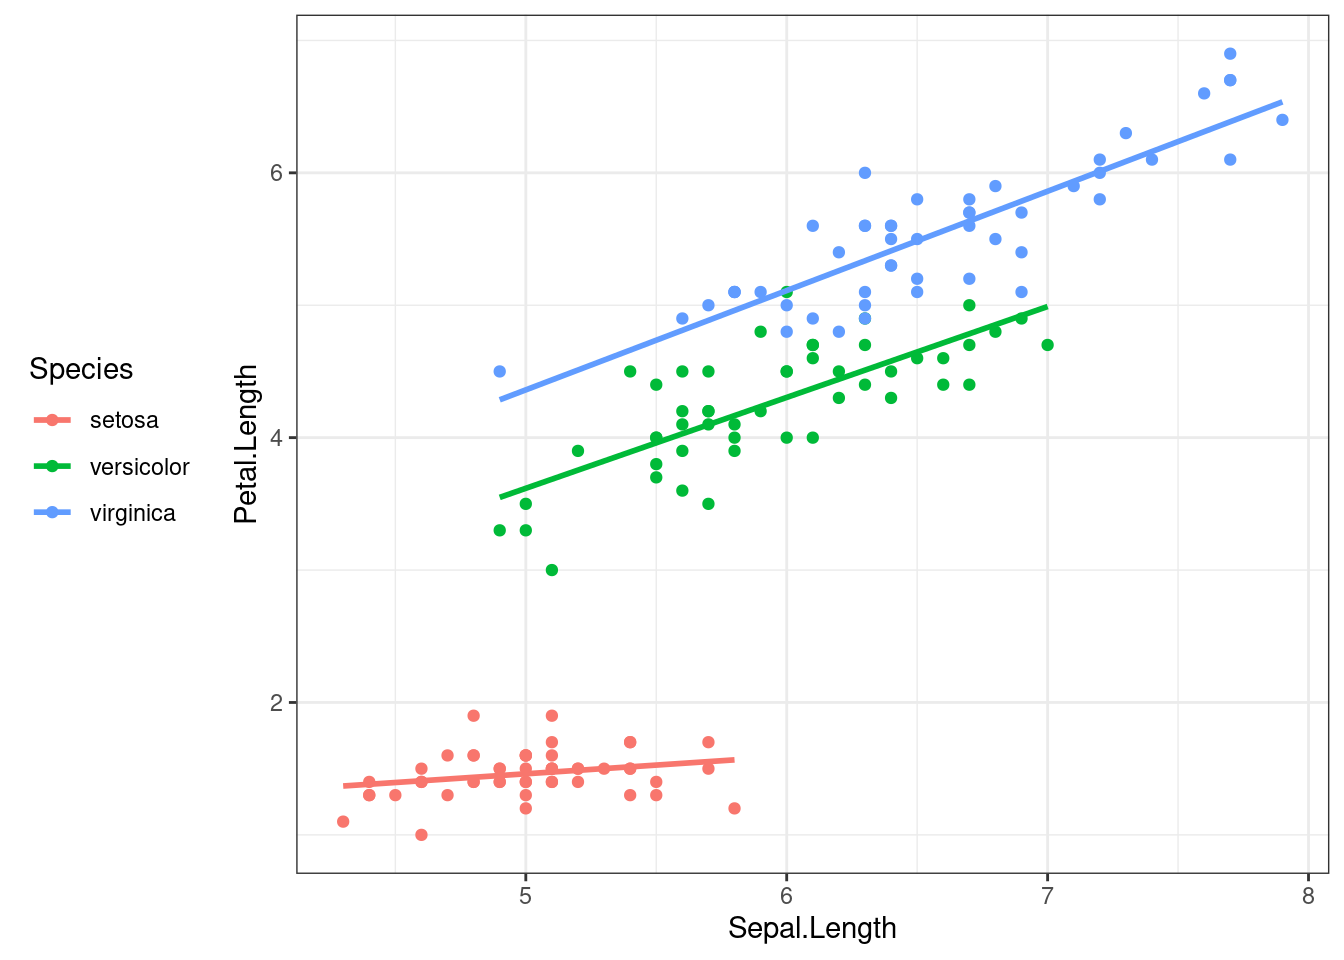 Species
setosa
versicolor
virginica
Petal.Length
6
4
2
5 6 7 8
Sepal.Length